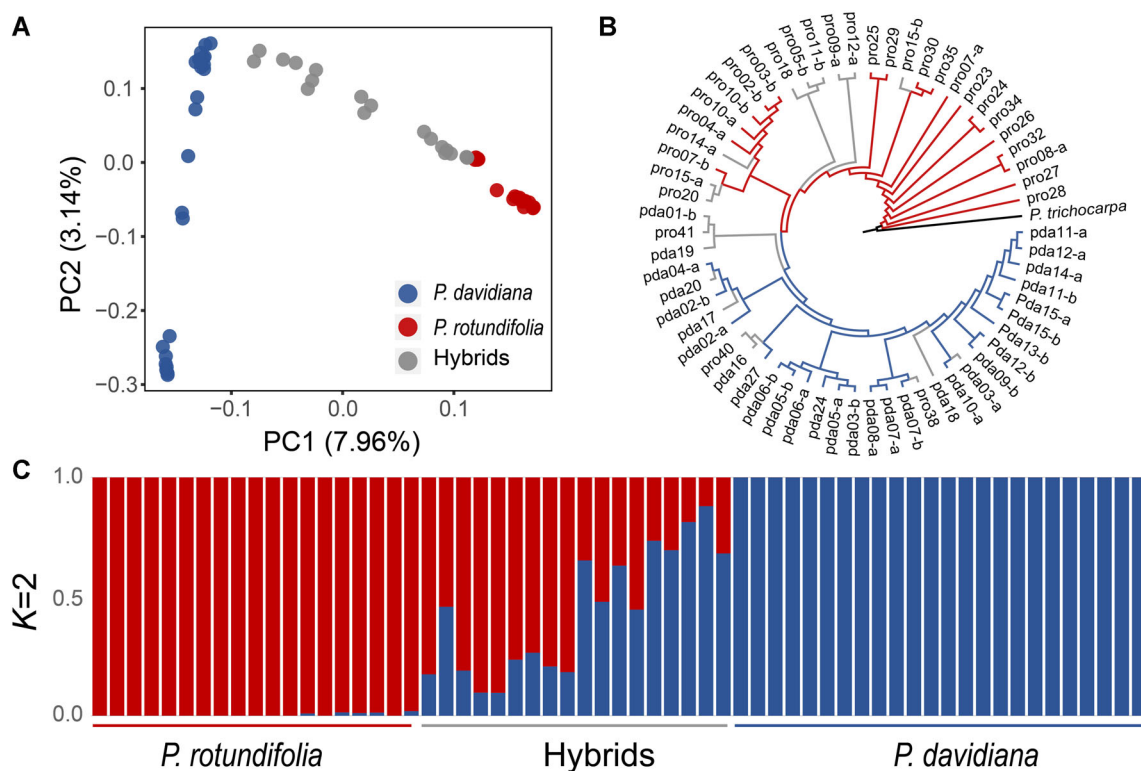 A
PC2 (3.14%)
0.1
0.0
−0.1
−0.2
−0.3
−0.1
0.0
0.1
PC1 (7.96%)
P. davidiana
P. rotundifolia
Hybrids
B
pro28
pro27
pro08-a
pro32
pro26
pro34
pro24
pro23
pro07-a
pro35
pro30
pro15-b
pro29
pro25
pro12-a
pro09-a
pro11-b
pro05-b
pro18
pro03-b
pro02-b
pro10-b
pro10-a
pro04-a
pro14-a
pro07-b
pro15-a
pro20
pda01-b
pro41
pda19
pda04-a
pda20
pda02-b
pda17
pda02-a
pro40
pda16
pda27
pda06-b
pda05-b
pda06-a
pda24
pda05-a
pda03-b
pda08-a
pda07-a
pda07-b
pro38
pda18
pda10-a
pda03-a
pda09-b
Pda12-b
Pda13-b
Pda15-b
Pda15-a
pda11-b
pda14-a
pda12-a
pda11-a
P. trichocarpa
C
K=2
1.0
0.5
0.0
P. rotundifolia
Hybrids
P. davidiana